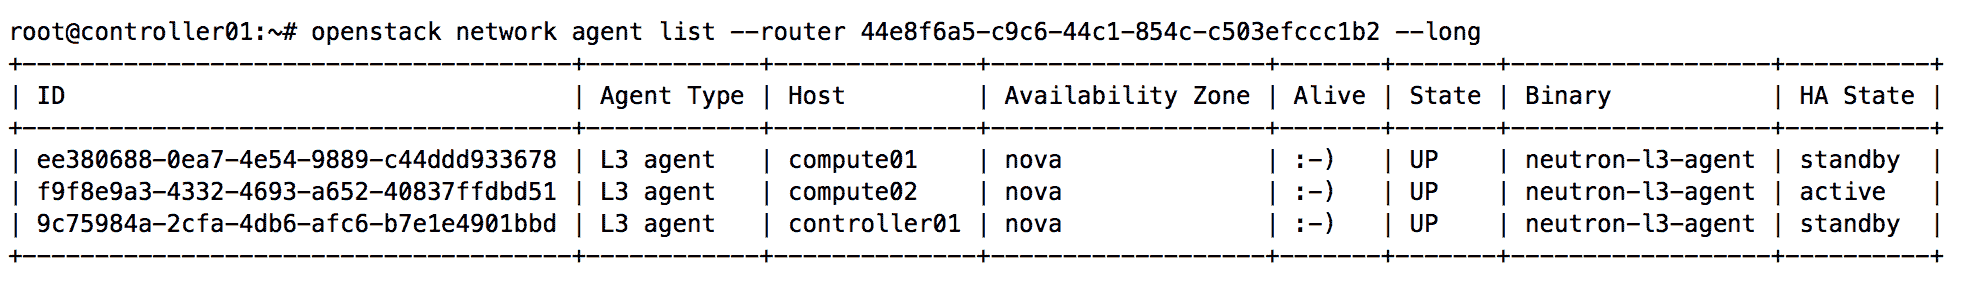 root@controller01:~# openstack network agent list --router 44e8f6a5-c9c6-44c1-854c-c503efccc1b2 --long
+--------------------------------------+------------+--------------+-------------------+-------+-------+------------------+----------+
| ID                                   | Agent Type | Host         | Availability Zone | Alive | State | Binary           | HA State |
+--------------------------------------+------------+--------------+-------------------+-------+-------+------------------+----------+
| ee380688-0ea7-4e54-9889-c44ddd933678 | L3 agent   | compute01    | nova              | :-)   | UP    | neutron-l3-agent | standby  |
| f9f8e9a3-4332-4693-a652-40837ffdbd51 | L3 agent   | compute02    | nova              | :-)   | UP    | neutron-l3-agent | active   |
| 9c75984a-2cfa-4db6-afc6-b7e1e4901bbd | L3 agent   | controller01 | nova              | :-)   | UP    | neutron-l3-agent | standby  |
+--------------------------------------+------------+--------------+-------------------+-------+-------+------------------+----------+